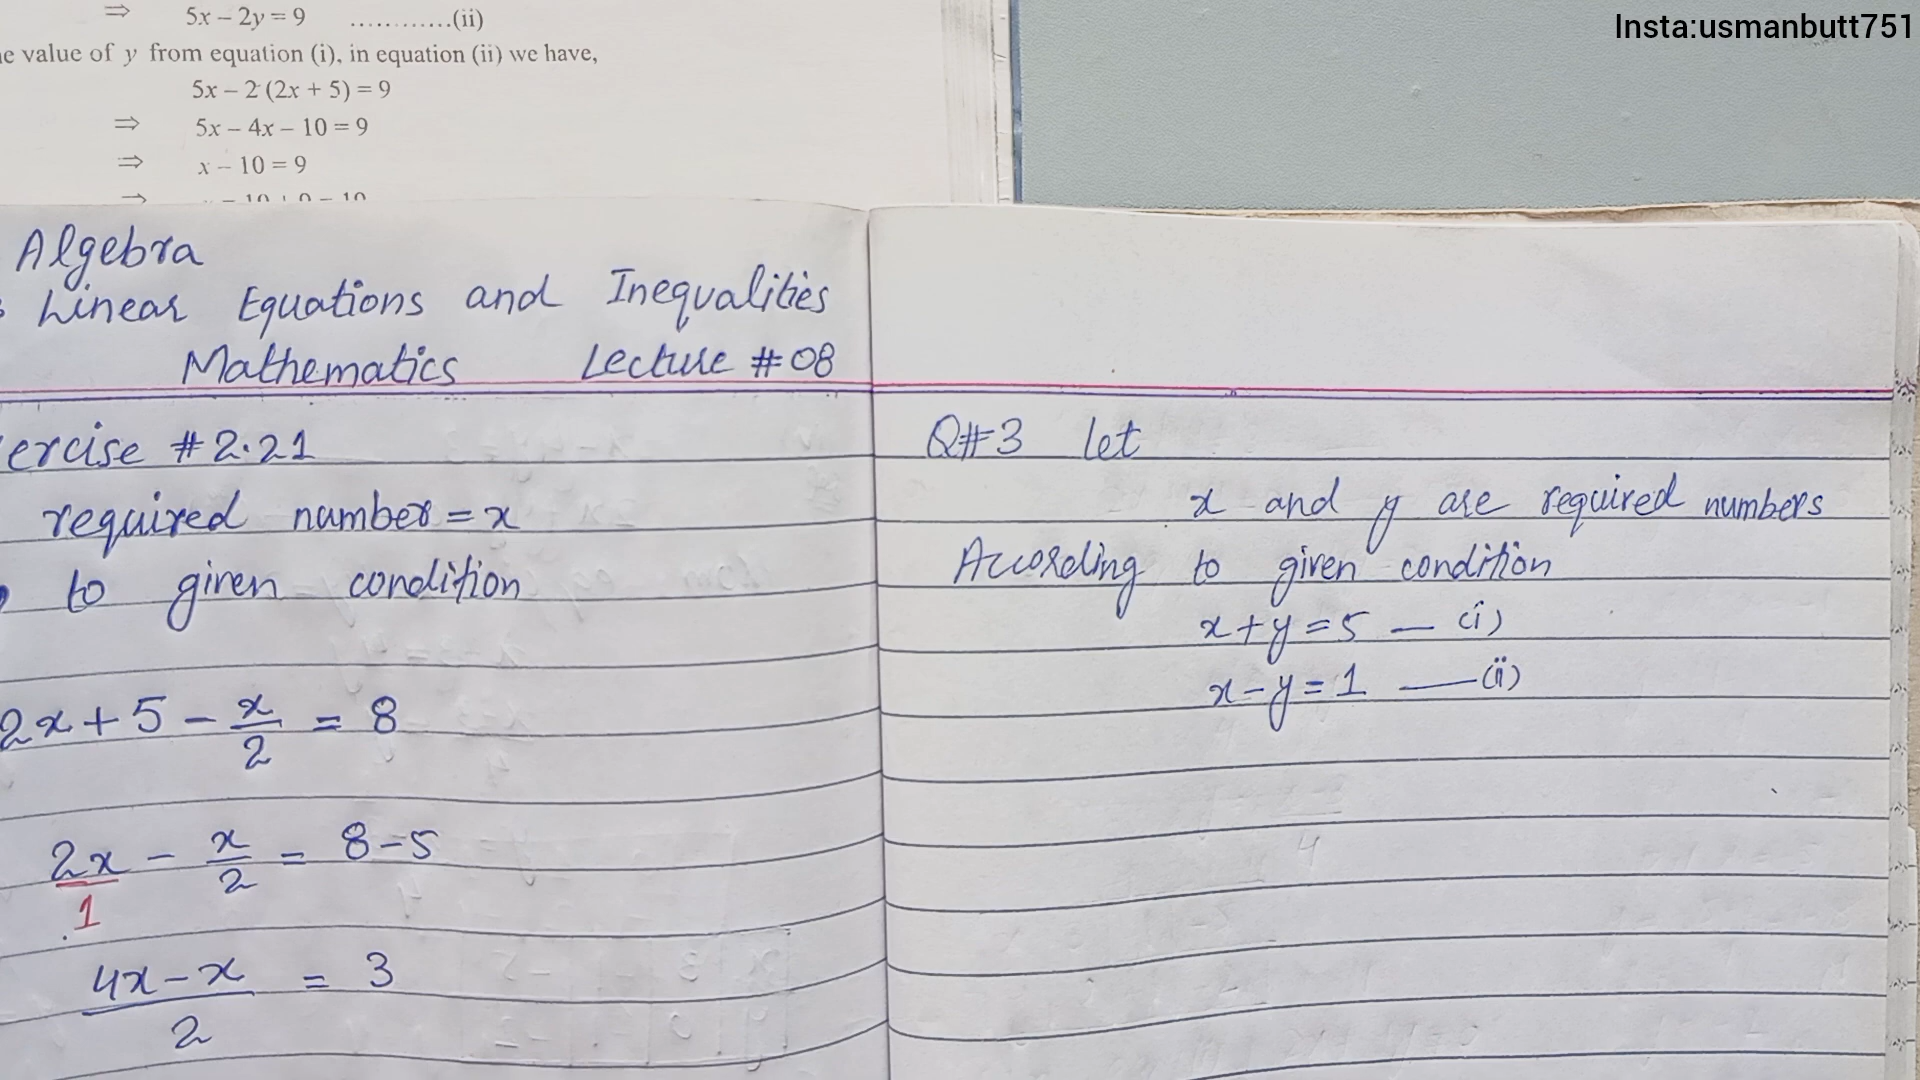 Insta:usmanbutt751
⇒ 5x – 2y = 9 ............(ii)
value of y from equation (i), in equation (ii) we have,
5x – 2 (2x + 5) = 9
⇒ 5x – 4x – 10 = 9
⇒ x – 10 = 9
Algebra
Linear Equations and Inequalities
Mathematics Lecture #08
ercise #2.21
required number = x
to given condition
2x + 5 - x/2 = 8
2x/1 - x/2 = 8-5
4x-x/2 = 3
Q#3 let
x and y are required numbers
According to given condition
x+y=5 — (i)
x-y=1 — (ii)